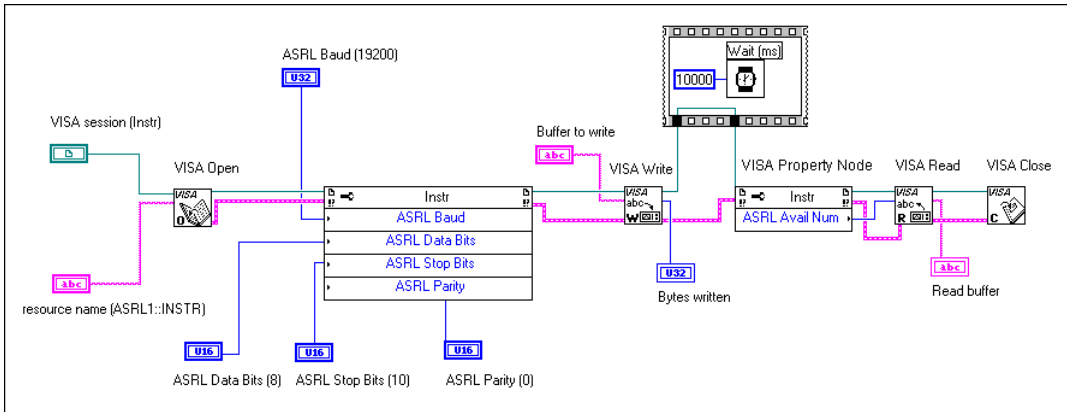 ASRL Baud (19200)
U32
Wait (ms)
10000
VISA session (Instr)
VISA Open
VISA
O
Buffer to write
abc
VISA Write
VISA
abc
W
VISA Property Node
VISA Read
VISA
abc
R
VISA Close
VISA
C
Instr
ASRL Baud
ASRL Data Bits
ASRL Stop Bits
ASRL Parity
Instr
ASRL Avail Num
abc
resource name (ASRL1::INSTR)
U32
Bytes written
abc
Read buffer
U16
ASRL Data Bits (8)
U16
ASRL Stop Bits (10)
U16
ASRL Parity (0)